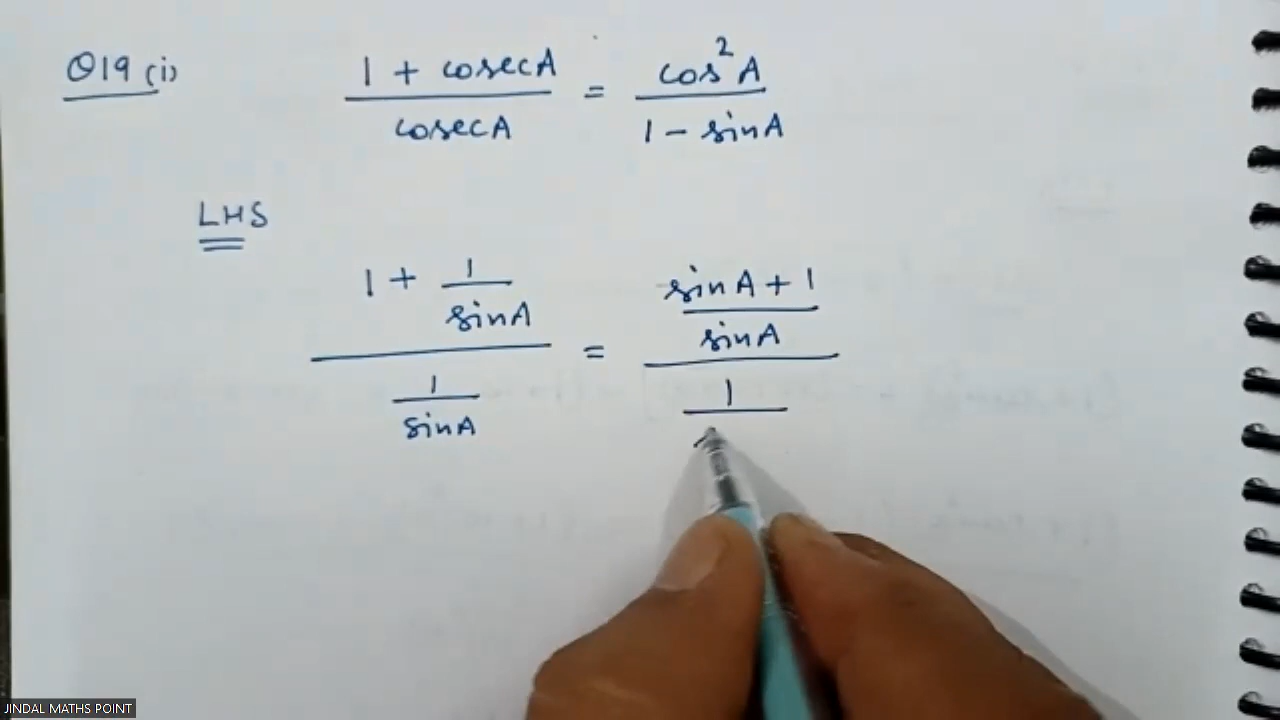 Q19 (i) (1 + cosecA)/cosecA = cos²A/(1 - sinA)
LHS
(1 + 1/sinA)/(1/sinA) = ((sinA + 1)/sinA)/(1/
JINDAL MATHS POINT